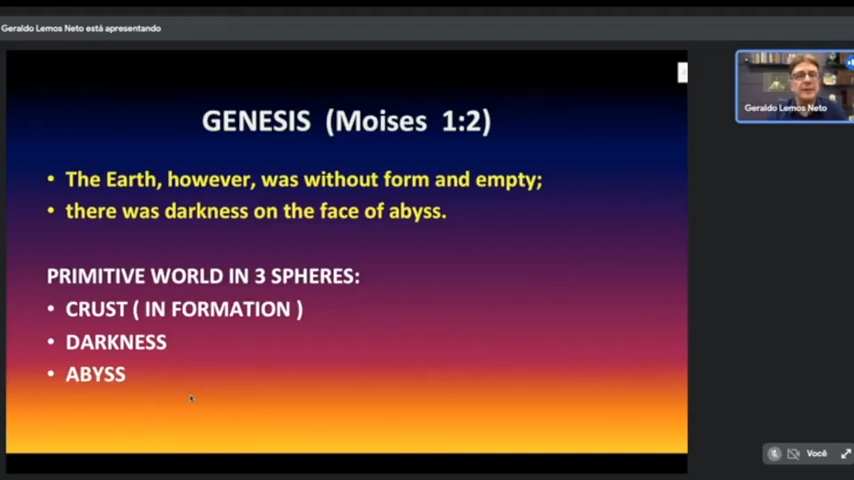 Geraldo Lemos Neto está apresentando
GENESIS (Moises 1:2)
• The Earth, however, was without form and empty;
• there was darkness on the face of abyss.
PRIMITIVE WORLD IN 3 SPHERES:
• CRUST ( IN FORMATION )
• DARKNESS
• ABYSS
Geraldo Lemos Neto
Você